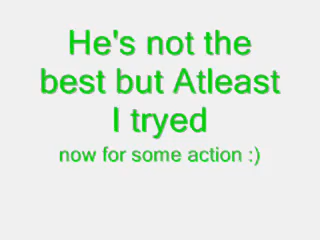 He's not the
best but Atleast
I tryed
now for some action :)